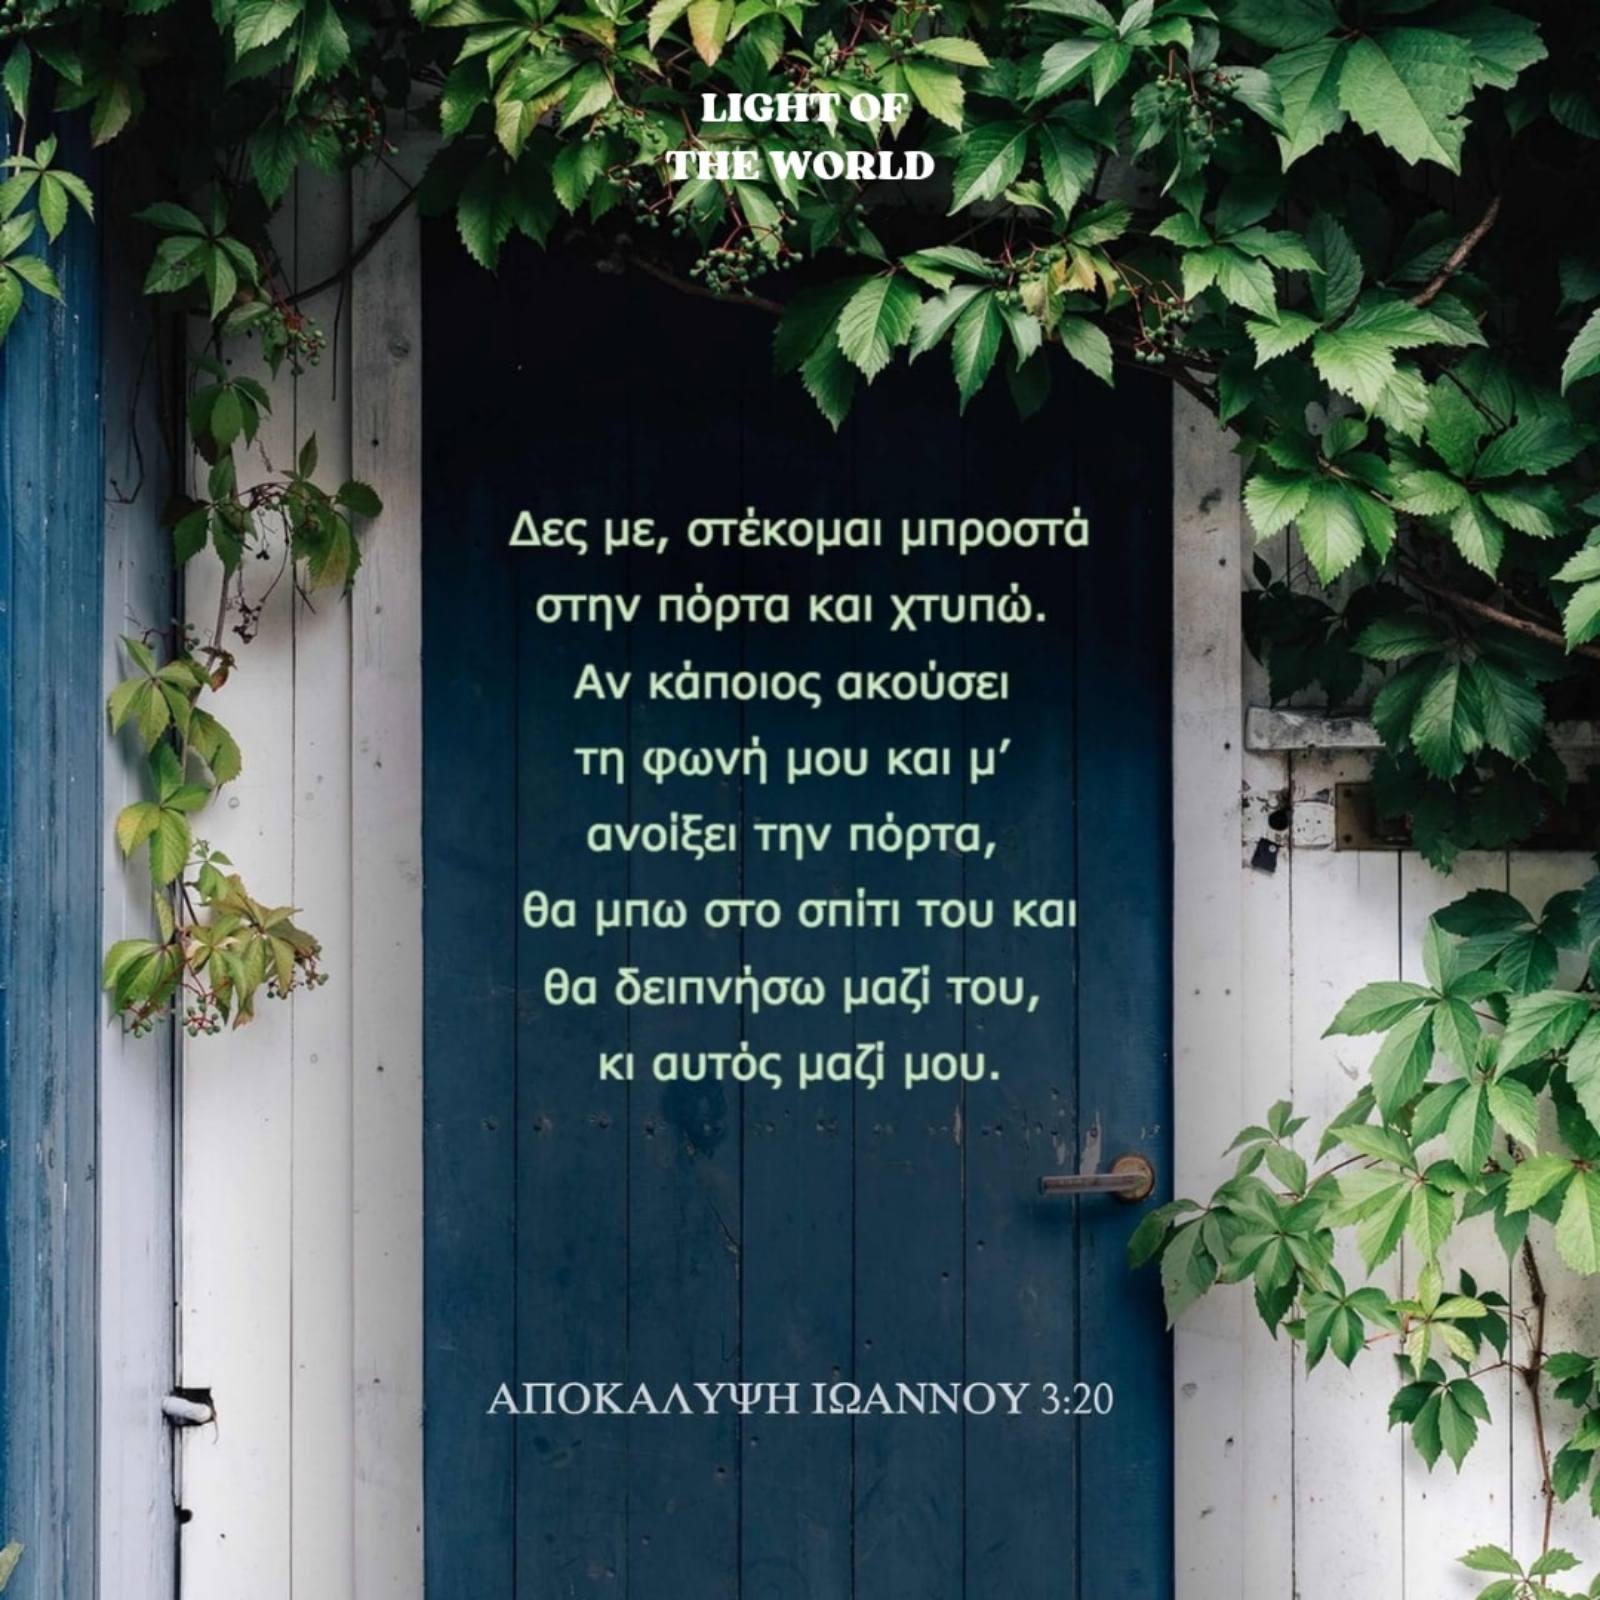 LIGHT OF
THE WORLD
Δες με, στέκομαι μπροστά
στην πόρτα και χτυπώ.
Αν κάποιος ακούσει
τη φωνή μου και μ’
ανοίξει την πόρτα,
θα μπω στο σπίτι του και
θα δειπνήσω μαζί του,
κι αυτός μαζί μου.
ΑΠΟΚΑΛΥΨΗ ΙΩΑΝΝΟΥ 3:20